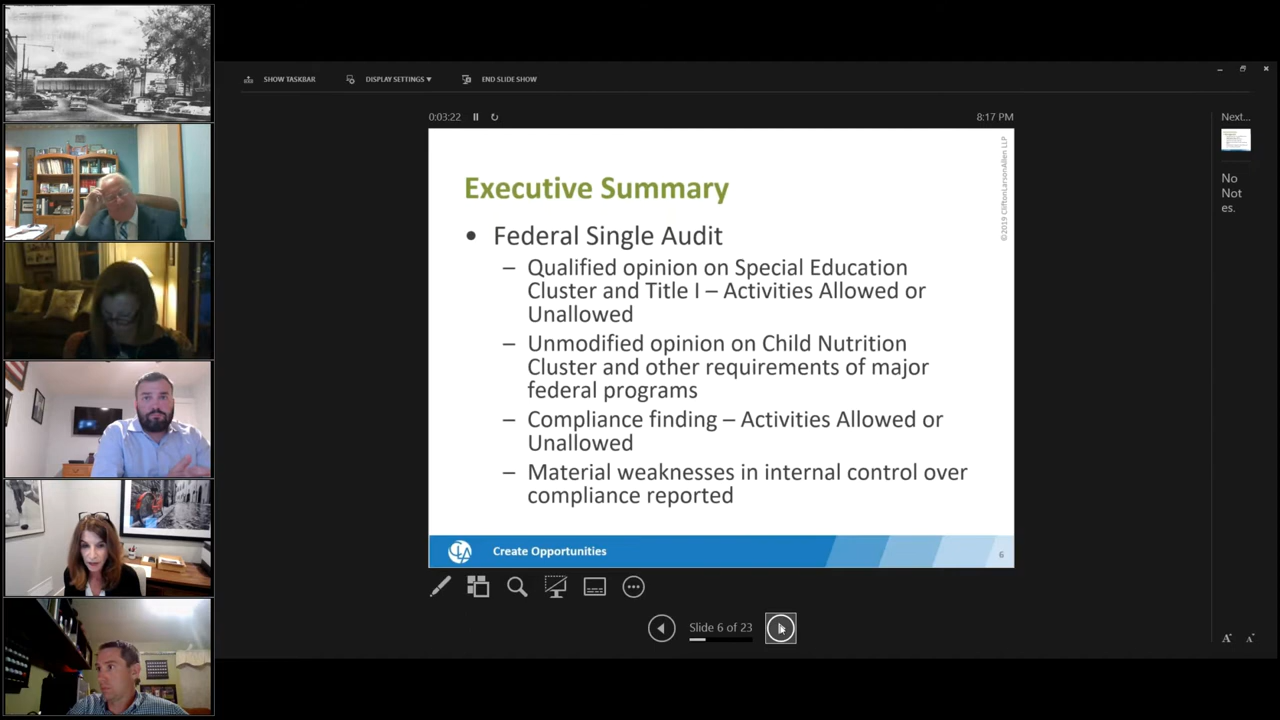 SHOW TASKBAR
DISPLAY SETTINGS ▾
END SLIDE SHOW
0:03:22
8:17 PM
Next...
©2019 CliftonLarsonAllen LLP
Executive Summary
• Federal Single Audit
– Qualified opinion on Special Education
Cluster and Title I – Activities Allowed or
Unallowed
– Unmodified opinion on Child Nutrition
Cluster and other requirements of major
federal programs
– Compliance finding – Activities Allowed or
Unallowed
– Material weaknesses in internal control over
compliance reported
CLA
Create Opportunities
6
No
Not
es.
Slide 6 of 23
A
A